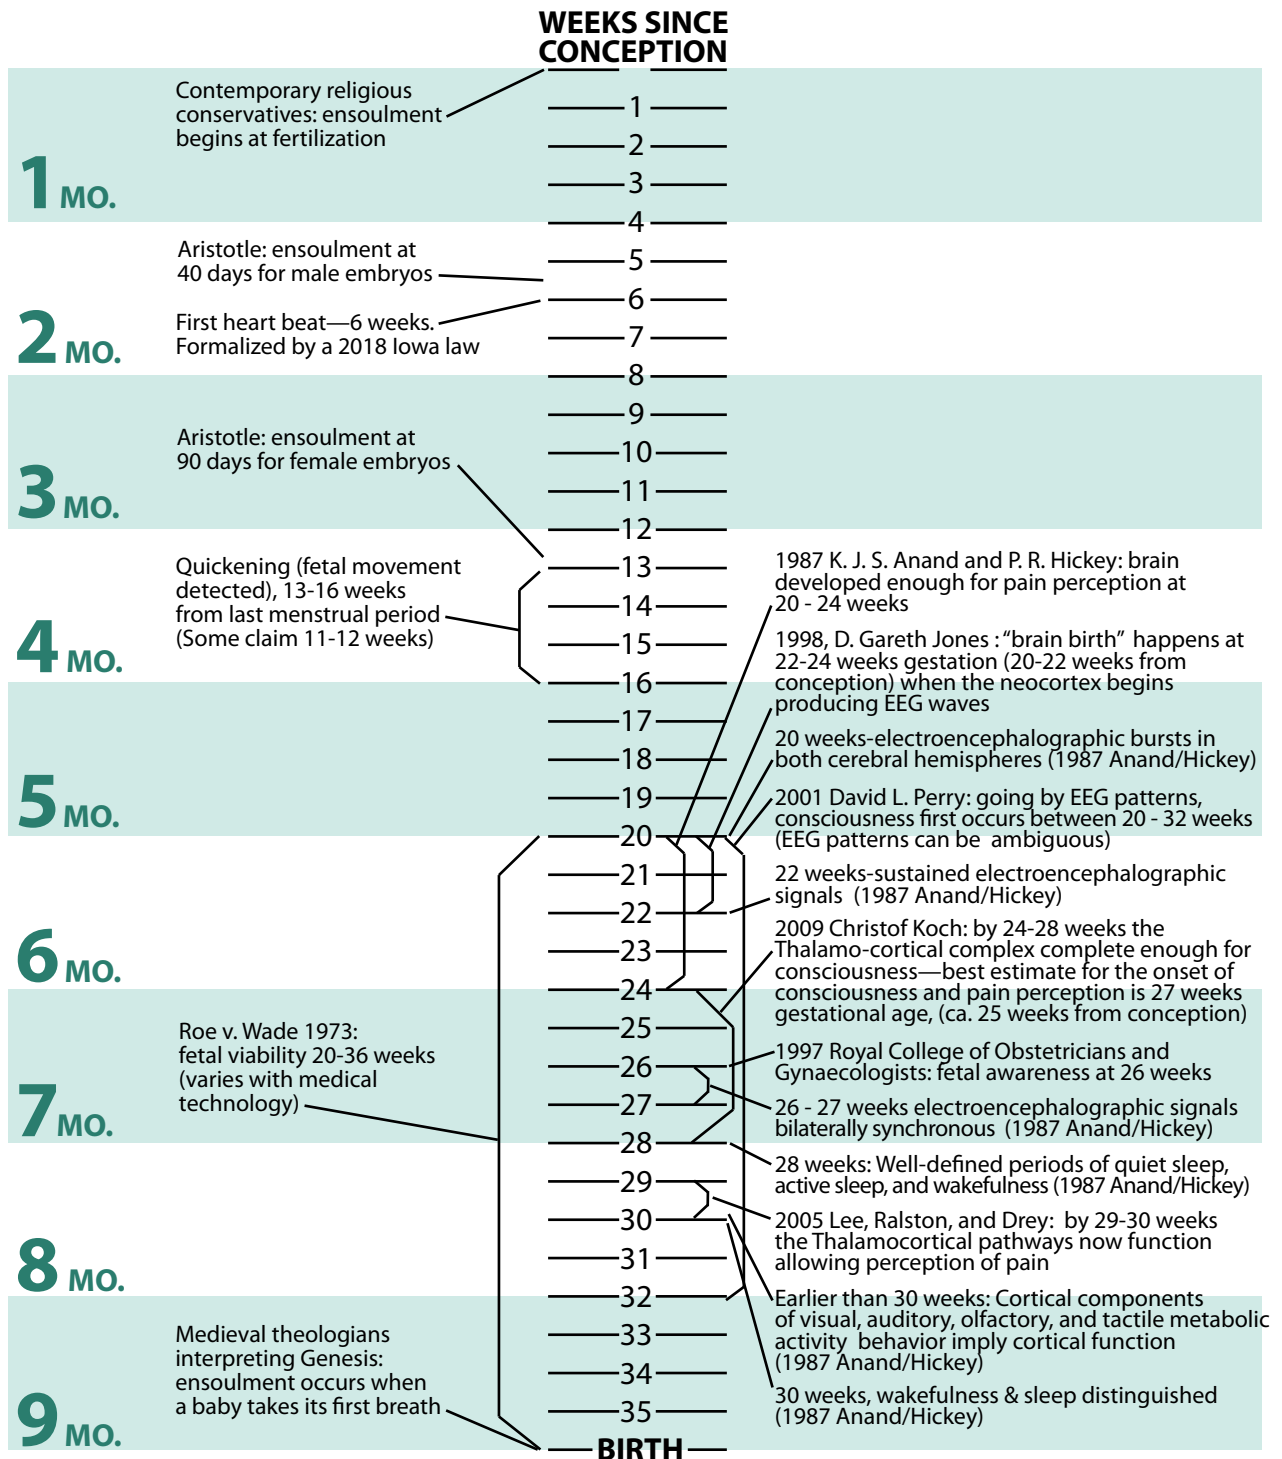 WEEKS SINCE
CONCEPTION
Contemporary religious
conservatives: ensoulment
begins at fertilization
1 MO.
1
2
3
4
Aristotle: ensoulment at
40 days for male embryos
First heart beat—6 weeks.
Formalized by a 2018 Iowa law
2 MO.
5
6
7
8
Aristotle: ensoulment at
90 days for female embryos
3 MO.
9
10
11
12
Quickening (fetal movement
detected), 13-16 weeks
from last menstrual period
(Some claim 11-12 weeks)
4 MO.
13
14
15
16
5 MO.
17
18
19
20
6 MO.
21
22
23
24
Roe v. Wade 1973:
fetal viability 20-36 weeks
(varies with medical
technology)
7 MO.
25
26
27
28
8 MO.
29
30
31
32
Medieval theologians
interpreting Genesis:
ensoulment occurs when
a baby takes its first breath
9 MO.
33
34
35
BIRTH
1987 K. J. S. Anand and P. R. Hickey: brain
developed enough for pain perception at
20 - 24 weeks
1998, D. Gareth Jones : “brain birth” happens at
22-24 weeks gestation (20-22 weeks from
conception) when the neocortex begins
producing EEG waves
20 weeks-electroencephalographic bursts in
both cerebral hemispheres (1987 Anand/Hickey)
2001 David L. Perry: going by EEG patterns,
consciousness first occurs between 20 - 32 weeks
(EEG patterns can be ambiguous)
22 weeks-sustained electroencephalographic
signals (1987 Anand/Hickey)
2009 Christof Koch: by 24-28 weeks the
Thalamo-cortical complex complete enough for
consciousness—best estimate for the onset of
consciousness and pain perception is 27 weeks
gestational age, (ca. 25 weeks from conception)
1997 Royal College of Obstetricians and
Gynaecologists: fetal awareness at 26 weeks
26 - 27 weeks electroencephalographic signals
bilaterally synchronous (1987 Anand/Hickey)
28 weeks: Well-defined periods of quiet sleep,
active sleep, and wakefulness (1987 Anand/Hickey)
2005 Lee, Ralston, and Drey: by 29-30 weeks
the Thalamocortical pathways now function
allowing perception of pain
Earlier than 30 weeks: Cortical components
of visual, auditory, olfactory, and tactile metabolic
activity behavior imply cortical function
(1987 Anand/Hickey)
30 weeks, wakefulness & sleep distinguished
(1987 Anand/Hickey)